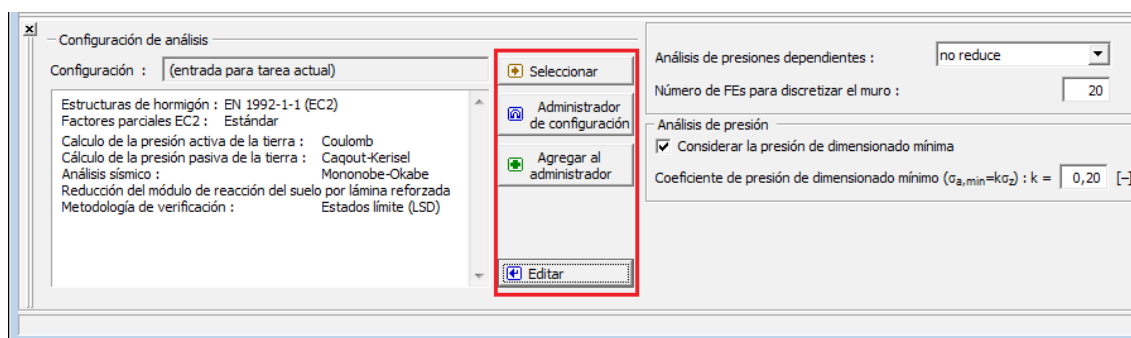 Configuración de análisis
Configuración : (entrada para tarea actual)
Estructuras de hormigón : EN 1992-1-1 (EC2)
Factores parciales EC2 : Estándar
Calculo de la presión activa de la tierra : Coulomb
Cálculo de la presión pasiva de la tierra : Caqout-Kerisel
Análisis sísmico : Mononobe-Okabe
Reducción del módulo de reacción del suelo por lámina reforzada
Metodología de verificación : Estados límite (LSD)
Seleccionar
Administrador
de configuración
Agregar al
administrador
Editar
Análisis de presiones dependientes : no reduce
Número de FEs para discretizar el muro : 20
Análisis de presión
Considerar la presión de dimensionado mínima
Coeficiente de presión de dimensionado mínimo (σa,min=kσz) : k = 0,20 [–]